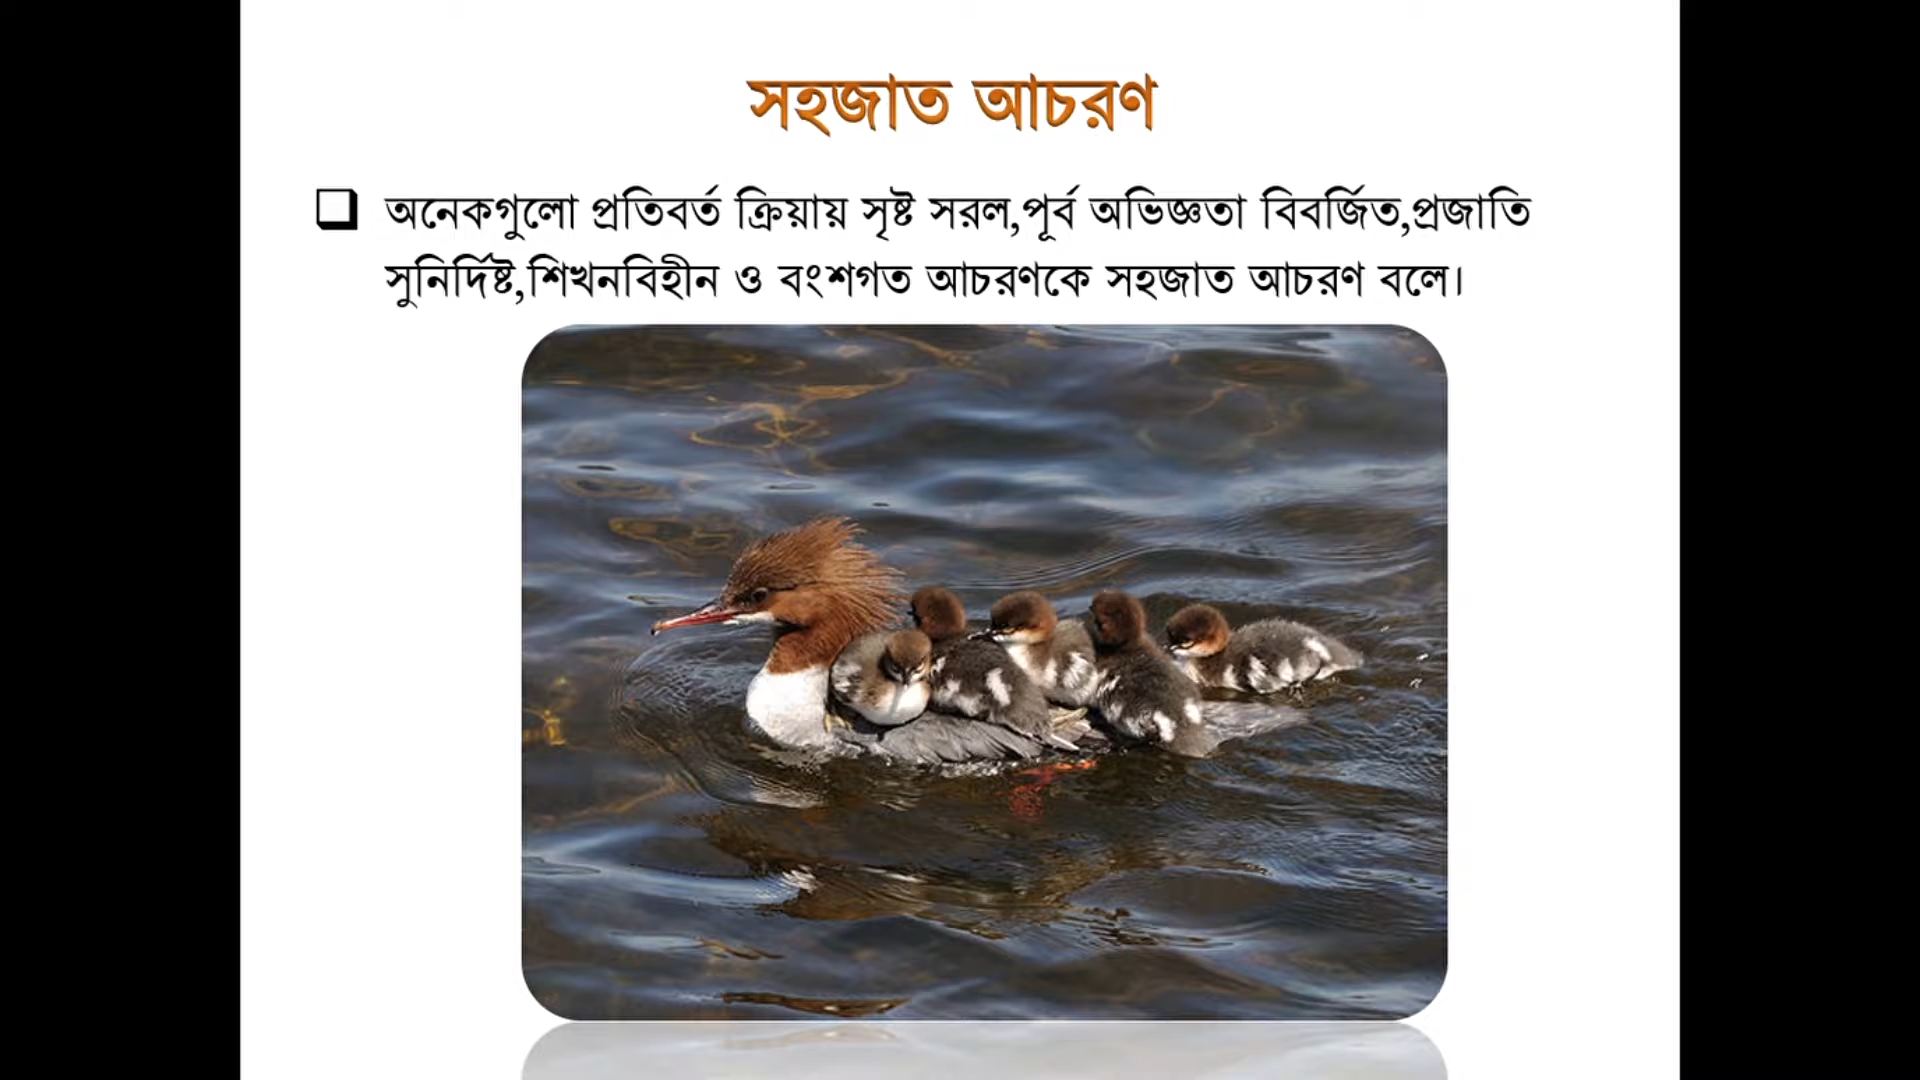 সহজাত আচরণ
অনেকগুলো প্রতিবর্ত ক্রিয়ায় সৃষ্ট সরল,পূর্ব অভিজ্ঞতা বিবর্জিত,প্রজাতি
সুনির্দিষ্ট,শিখনবিহীন ও বংশগত আচরণকে সহজাত আচরণ বলে।